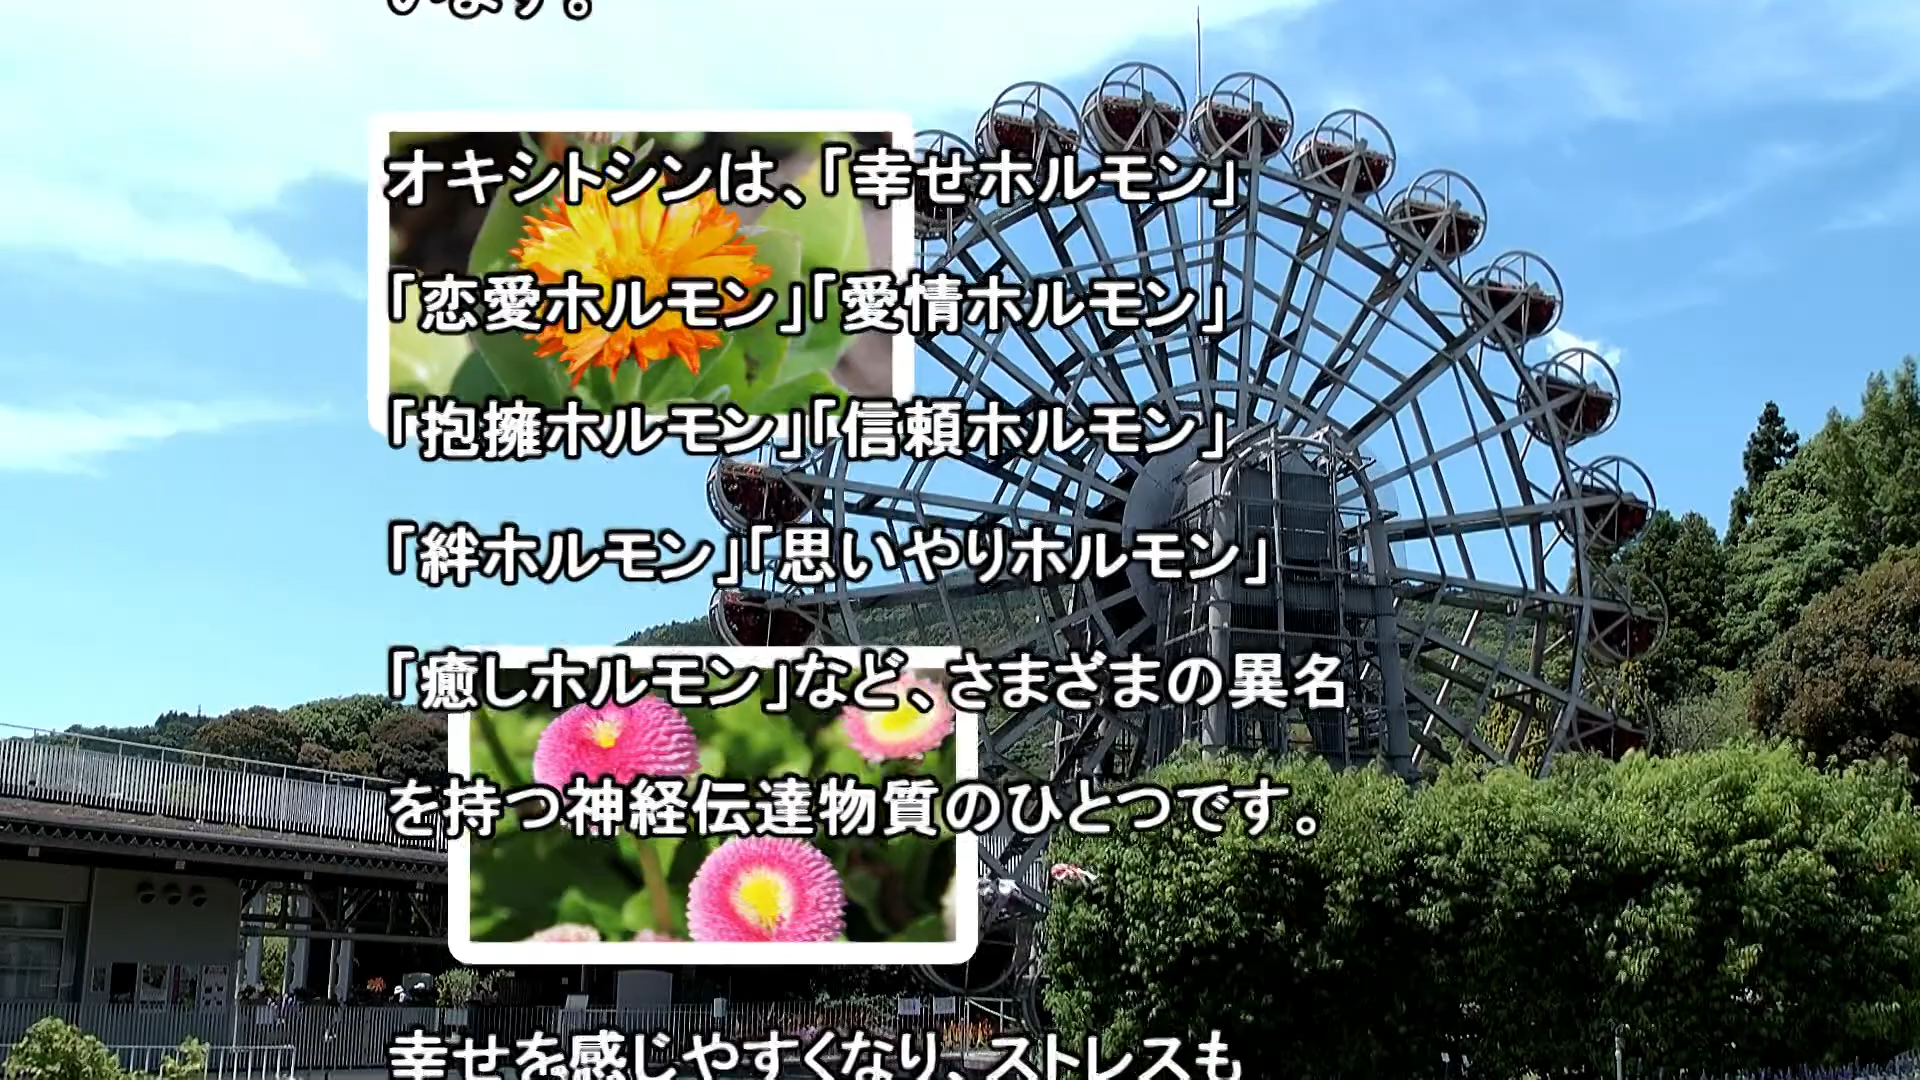 います。
オキシトシンは、「幸せホルモン」
「恋愛ホルモン」「愛情ホルモン」
「抱擁ホルモン」「信頼ホルモン」
「絆ホルモン」「思いやりホルモン」
「癒しホルモン」など、さまざまの異名
を持つ神経伝達物質のひとつです。
幸せを感じやすくなり、ストレスも